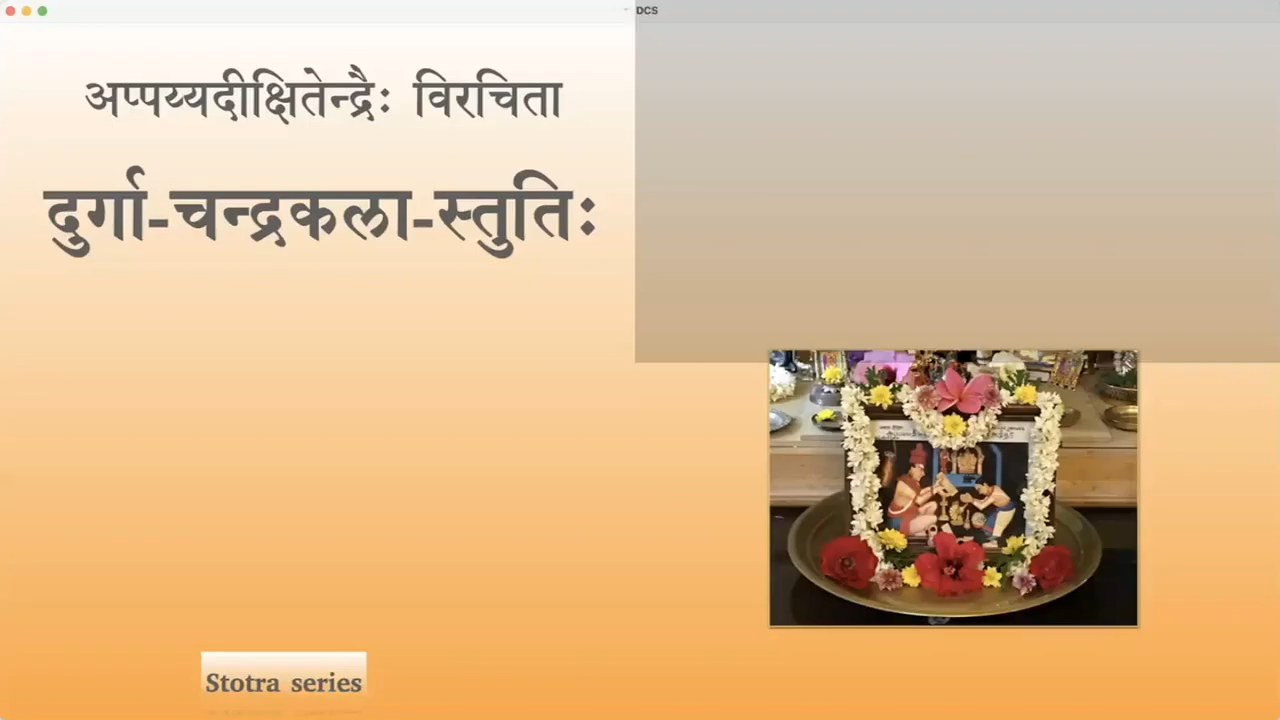 DCS
अप्पय्यदीक्षितेन्द्रैः विरचिता
दुर्गा-चन्द्रकला-स्तुतिः
Stotra series